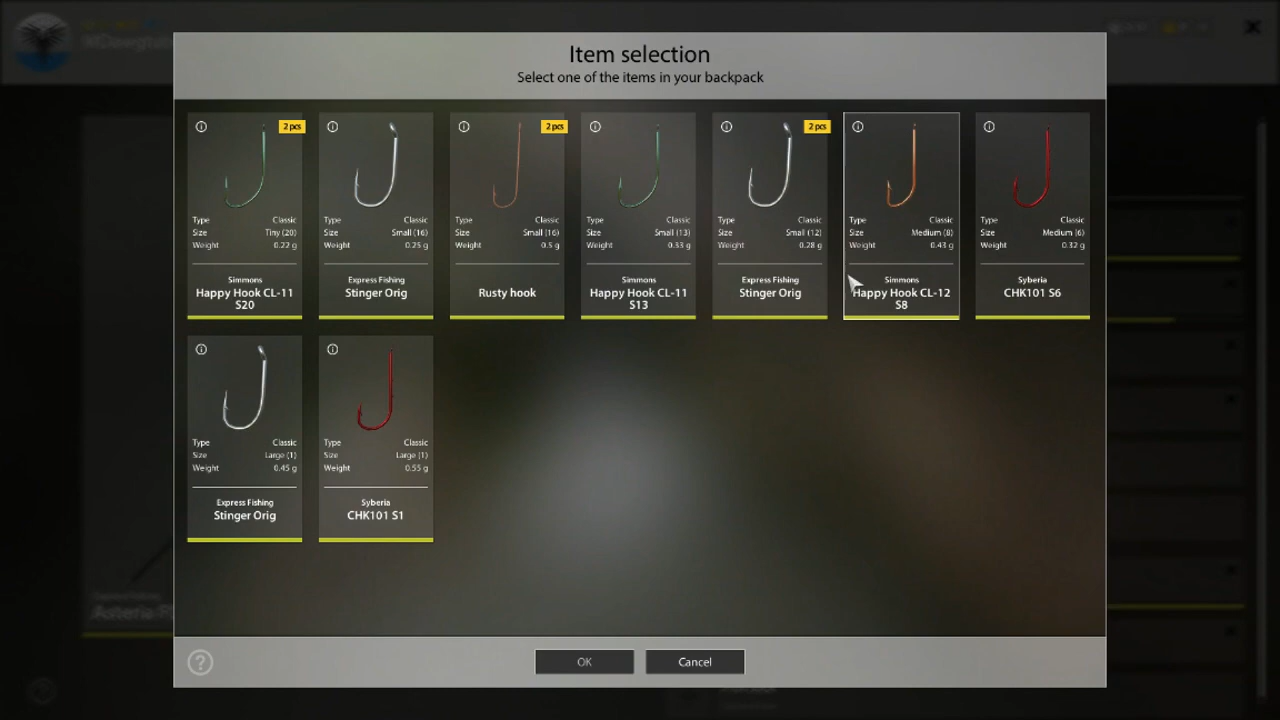 Item selection
Select one of the items in your backpack
2 pcs
Type Classic
Size Tiny (20)
Weight 0.22 g
Simmons
Happy Hook CL-11
S20
Type Classic
Size Small (16)
Weight 0.25 g
Express Fishing
Stinger Orig
2 pcs
Type Classic
Size Small (16)
Weight 0.5 g
Rusty hook
Type Classic
Size Small (13)
Weight 0.33 g
Simmons
Happy Hook CL-11
S13
2 pcs
Type Classic
Size Small (12)
Weight 0.28 g
Express Fishing
Stinger Orig
Type Classic
Size Medium (8)
Weight 0.43 g
Simmons
Happy Hook CL-12
S8
Type Classic
Size Medium (6)
Weight 0.32 g
Syberia
CHK101 S6
Type Classic
Size Large (1)
Weight 0.45 g
Express Fishing
Stinger Orig
Type Classic
Size Large (1)
Weight 0.55 g
Syberia
CHK101 S1
Asteria
?
OK
Cancel